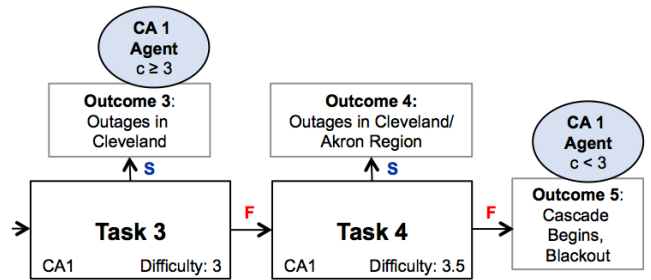 CA 1
Agent
c ≥ 3
Outcome 3:
Outages in
Cleveland
S
Task 3
CA1 Difficulty: 3
F
Outcome 4:
Outages in Cleveland/
Akron Region
S
Task 4
CA1 Difficulty: 3.5
F
CA 1
Agent
c < 3
Outcome 5:
Cascade
Begins,
Blackout